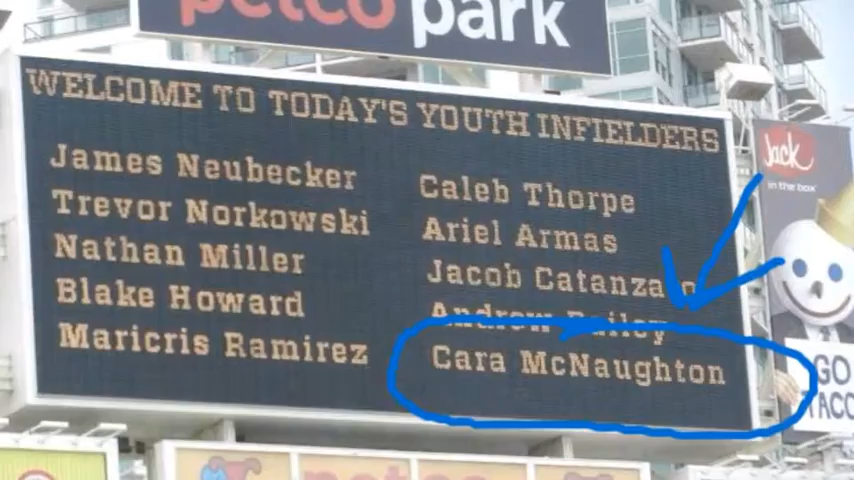 petco park
WELCOME TO TODAY'S YOUTH INFIELDERS
James Neubecker
Trevor Norkowski
Nathan Miller
Blake Howard
Maricris Ramirez
Caleb Thorpe
Ariel Armas
Jacob Catanzaro
Andrew Bailey
Cara McNaughton
Jack
in the box
GO
petco